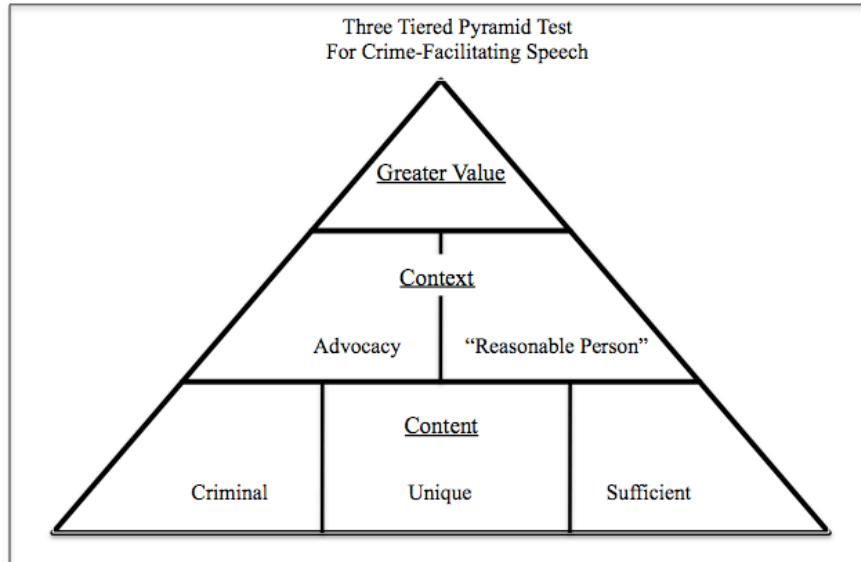 Three Tiered Pyramid Test
For Crime-Facilitating Speech
Greater Value
Context
Advocacy
“Reasonable Person”
Content
Criminal
Unique
Sufficient